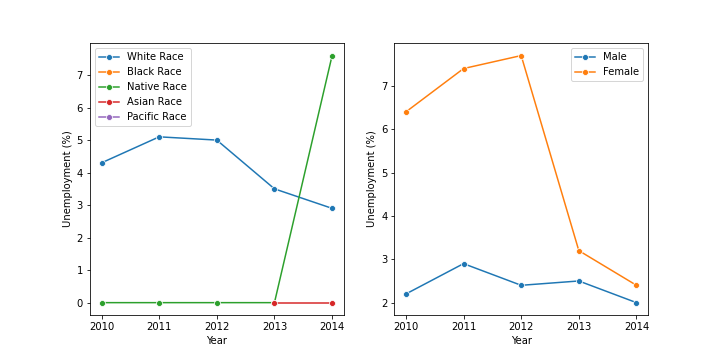 White Race
Black Race
Native Race
Asian Race
Pacific Race
Unemployment (%)
7
6
5
4
3
2
1
0
2010 2011 2012 2013 2014
Year
Male
Female
Unemployment (%)
7
6
5
4
3
2
2010 2011 2012 2013 2014
Year